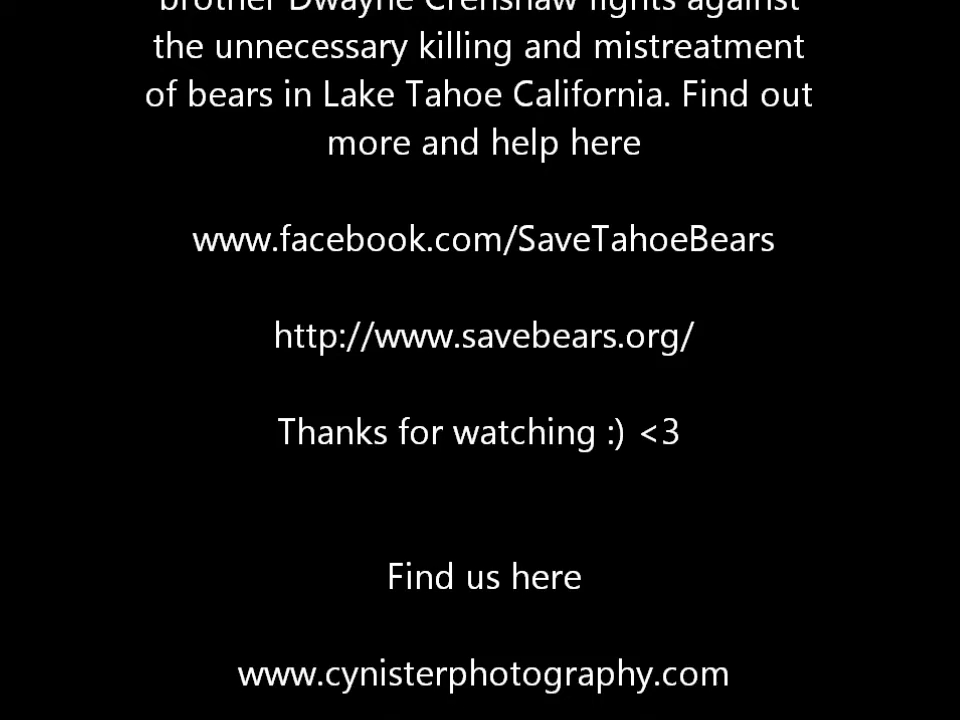 brother Dwayne Crenshaw fights against
the unnecessary killing and mistreatment
of bears in Lake Tahoe California. Find out
more and help here
www.facebook.com/SaveTahoeBears
http://www.savebears.org/
Thanks for watching :) <3
Find us here
www.cynisterphotography.com